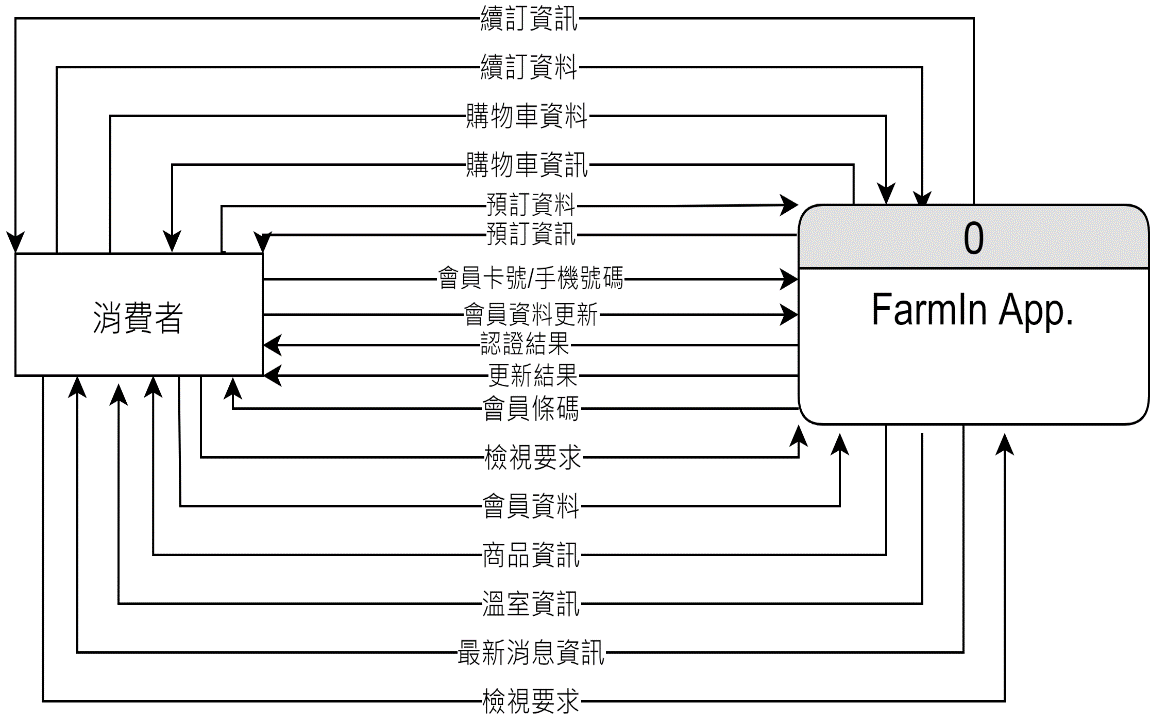 續訂資訊
續訂資料
購物車資料
購物車資訊
預訂資料
預訂資訊
0
會員卡號/手機號碼
消費者
會員資料更新
FarmIn App.
認證結果
更新結果
會員條碼
檢視要求
會員資料
商品資訊
溫室資訊
最新消息資訊
檢視要求